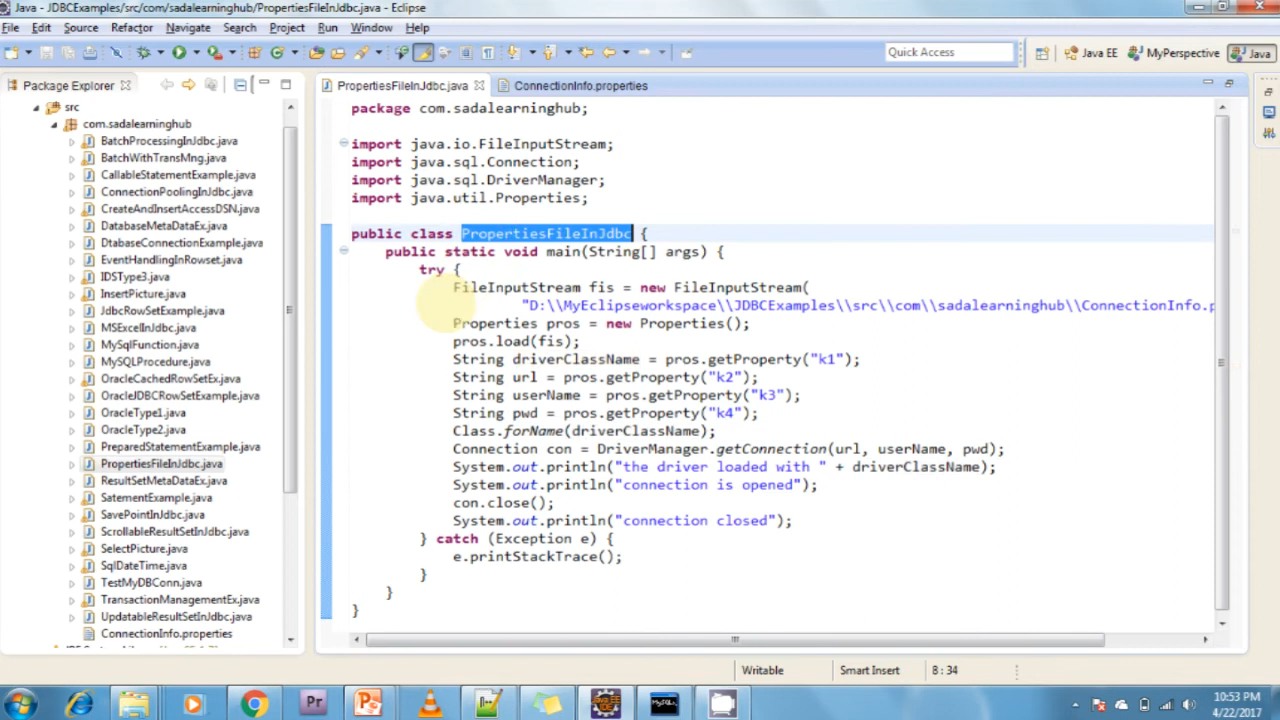 Java - JDBCExamples/src/com/sadalearninghub/PropertiesFileInJdbc.java - Eclipse
File Edit Source Refactor Navigate Search Project Run Window Help
Quick Access Java EE MyPerspective Java
Package Explorer
PropertiesFileInJdbc.java ConnectionInfo.properties
src
com.sadalearninghub
BatchProcessingInJdbc.java
BatchWithTransMng.java
CallableStatementExample.java
ConnectionPoolingInJdbc.java
CreateAndInsertAccessDSN.java
DatabaseMetaDataEx.java
DtabaseConnectionExample.java
EventHandlingInRowset.java
IDSType3.java
InsertPicture.java
JdbcRowSetExample.java
MSExcelInJdbc.java
MySqlFunction.java
MySQLProcedure.java
OracleCachedRowSetEx.java
OracleJDBCRowSetExample.java
OracleType1.java
OracleType2.java
PreparedStatementExample.java
PropertiesFileInJdbc.java
ResultSetMetaDataEx.java
SatementExample.java
SavePointInJdbc.java
ScrollableResultSetInJdbc.java
SelectPicture.java
SqlDateTime.java
TestMyDBConn.java
TransactionManagementEx.java
UpdatableResultSetInJdbc.java
ConnectionInfo.properties
package com.sadalearninghub;
import java.io.FileInputStream;
import java.sql.Connection;
import java.sql.DriverManager;
import java.util.Properties;
public class PropertiesFileInJdbc {
public static void main(String[] args) {
try {
FileInputStream fis = new FileInputStream(
"D:\\MyEclipseworkspace\\JDBCExamples\\src\\com\\sadalearninghub\\ConnectionInfo.p
Properties pros = new Properties();
pros.load(fis);
String driverClassName = pros.getProperty("k1");
String url = pros.getProperty("k2");
String userName = pros.getProperty("k3");
String pwd = pros.getProperty("k4");
Class.forName(driverClassName);
Connection con = DriverManager.getConnection(url, userName, pwd);
System.out.println("the driver loaded with " + driverClassName);
System.out.println("connection is opened");
con.close();
System.out.println("connection closed");
} catch (Exception e) {
e.printStackTrace();
}
}
}
Writable Smart Insert 8 : 34
10:53 PM
4/22/2017